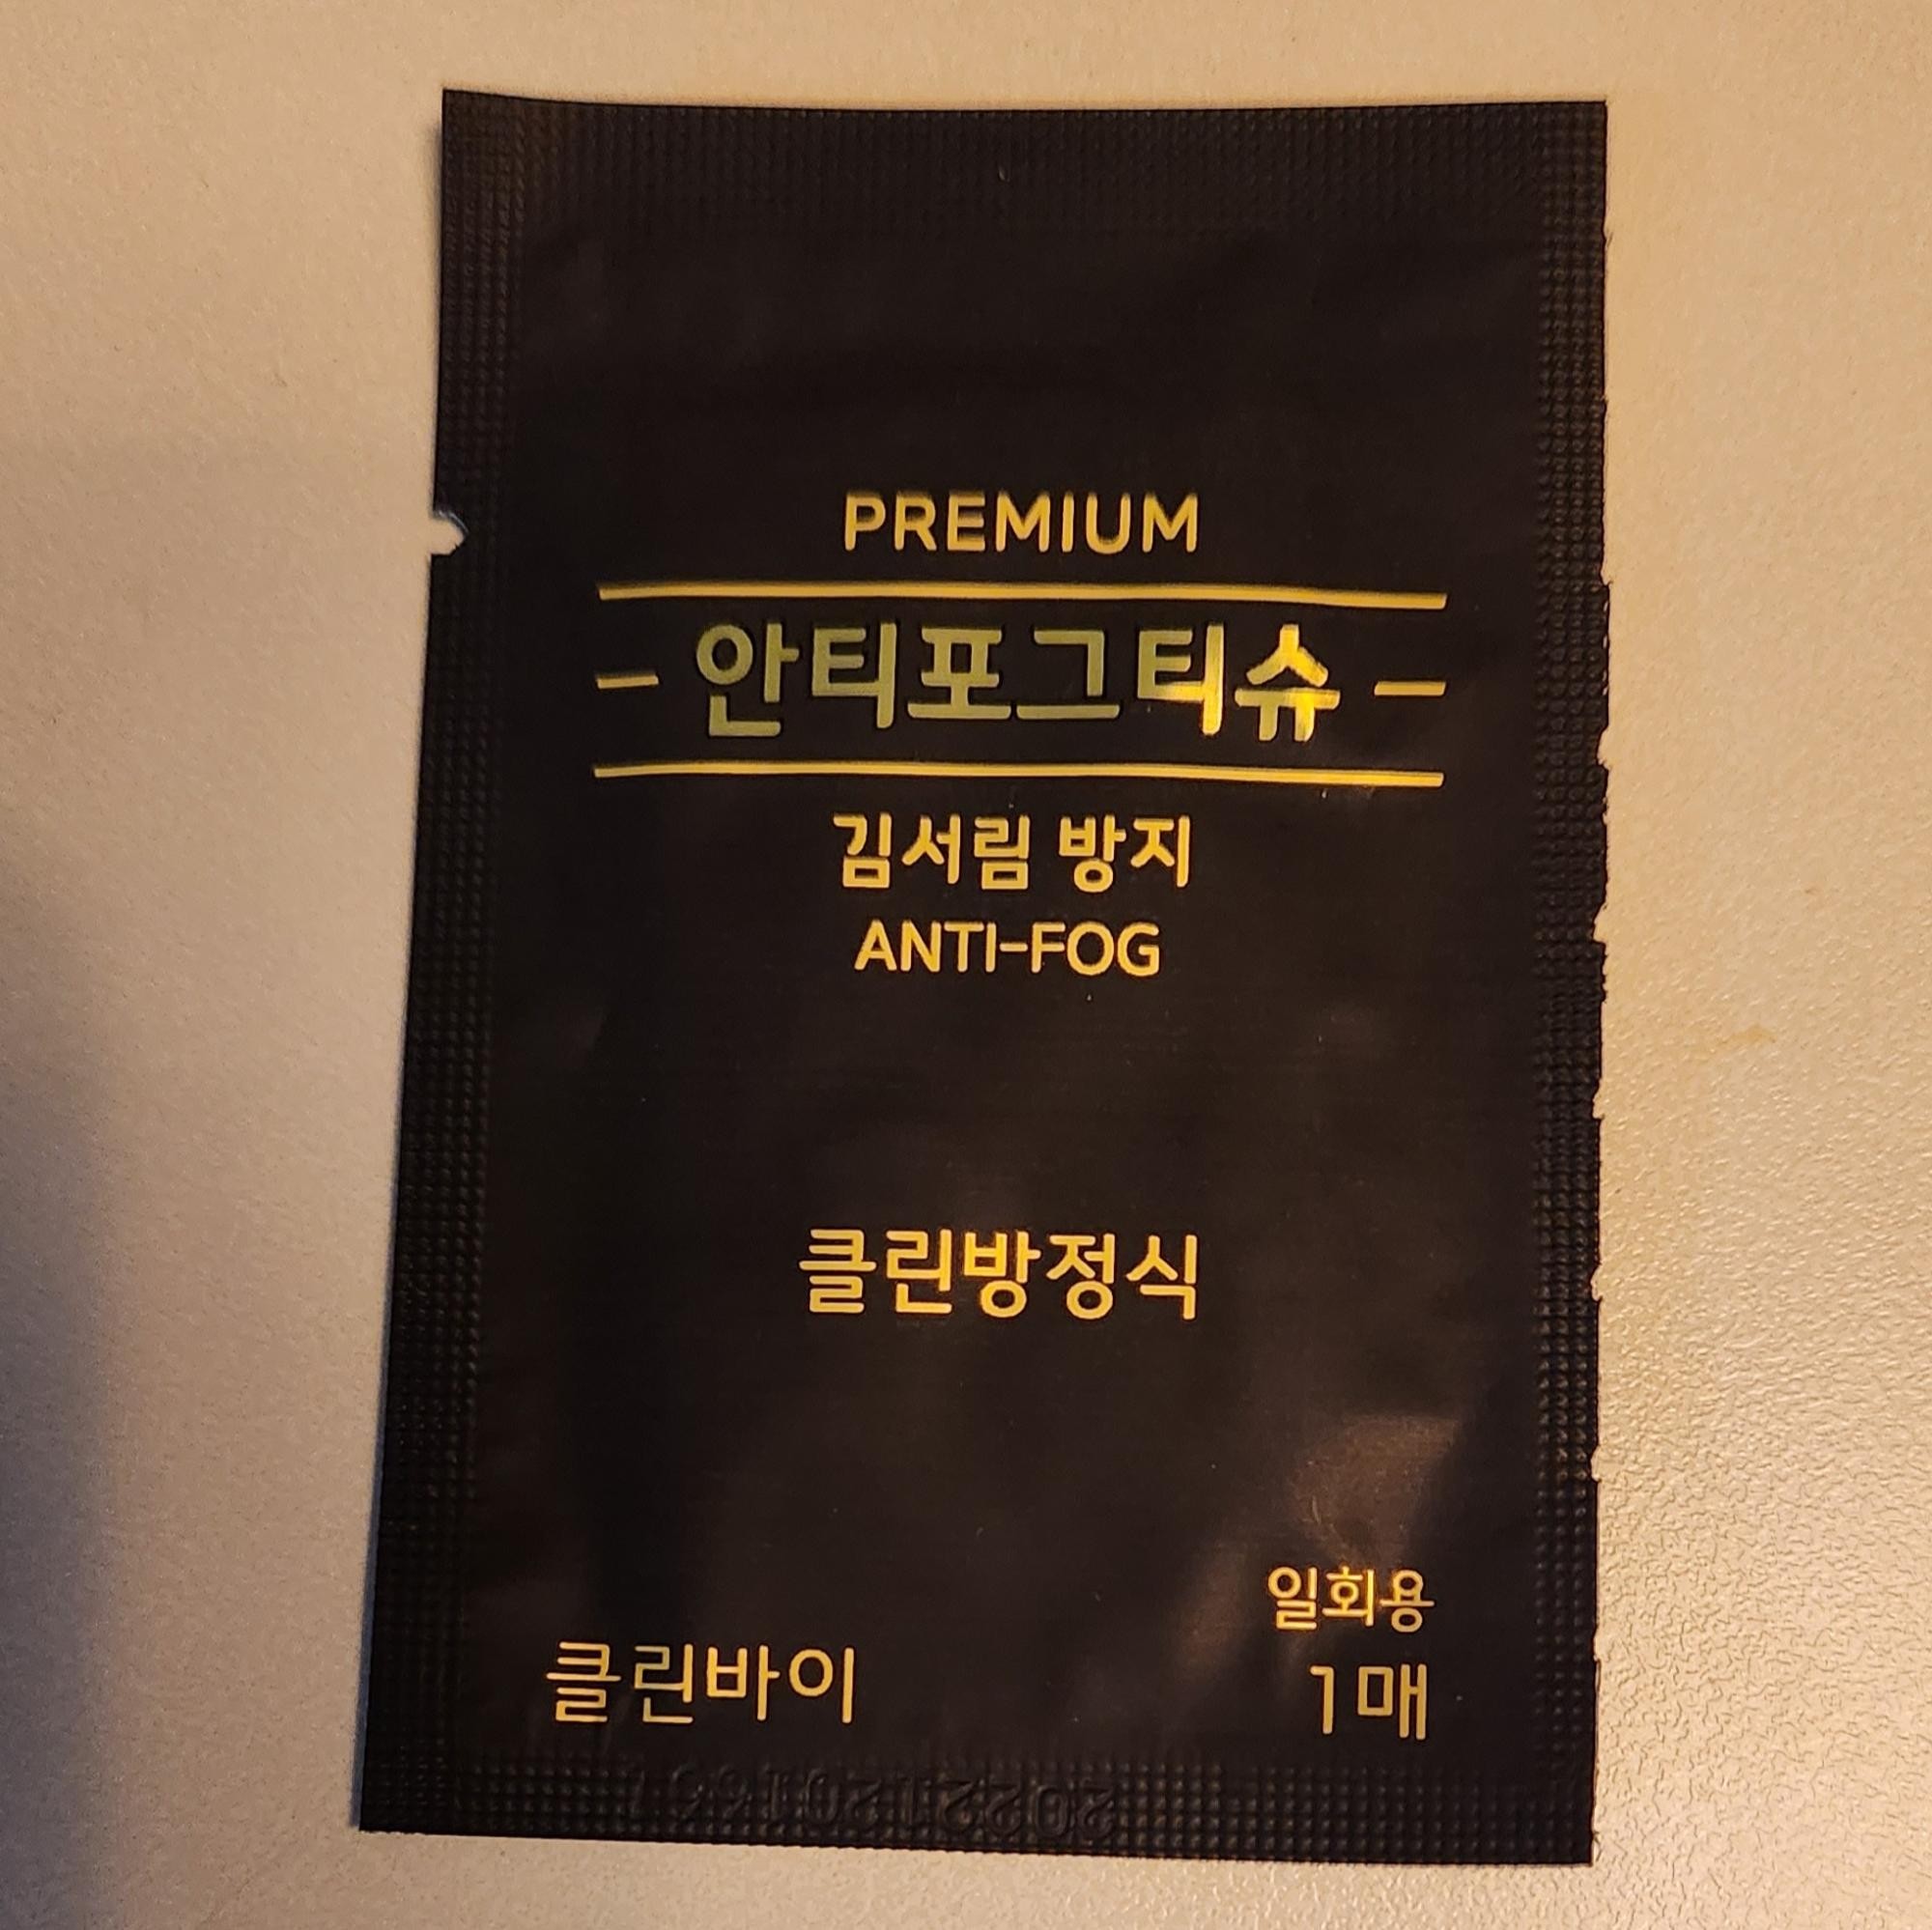 PREMIUM
안티포그티슈
김서림 방지
ANTI-FOG
클린방정식
일회용
클린바이
1매